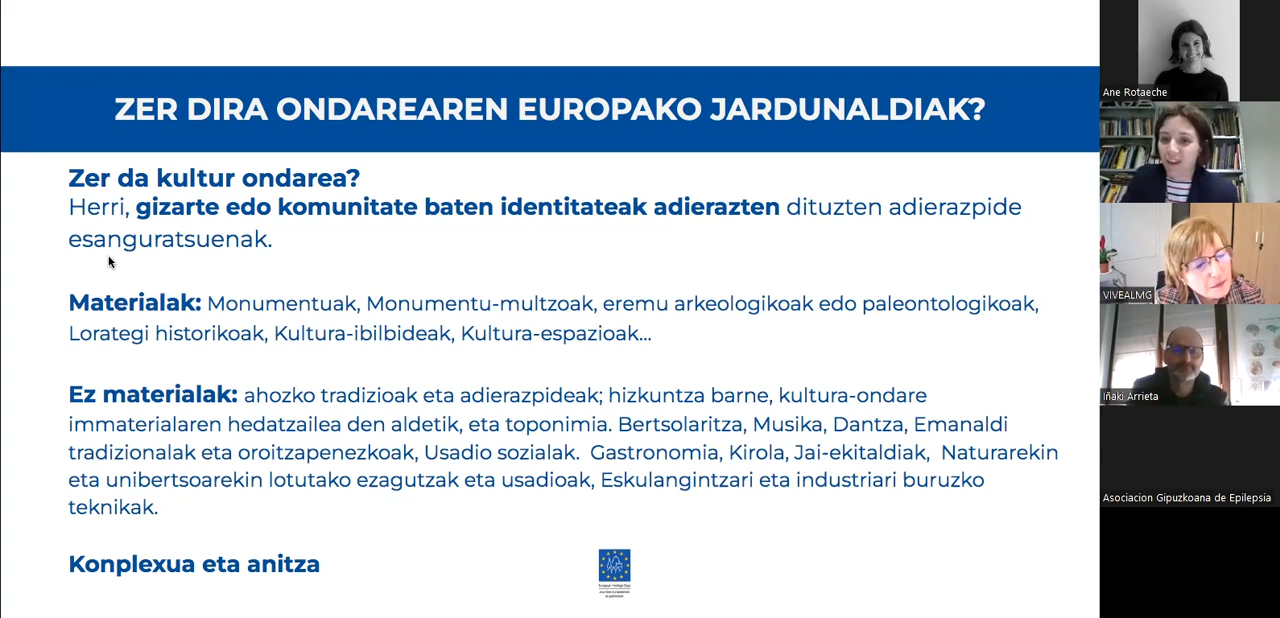 ZER DIRA ONDAREAREN EUROPAKO JARDUNALDIAK?
Zer da kultur ondarea?
Herri, gizarte edo komunitate baten identitateak adierazten dituzten adierazpide
esanguratsuenak.
Materialak: Monumentuak, Monumentu-multzoak, eremu arkeologikoak edo paleontologikoak,
Lorategi historikoak, Kultura-ibilbideak, Kultura-espazioak...
Ez materialak: ahozko tradizioak eta adierazpideak; hizkuntza barne, kultura-ondare
immaterialaren hedatzailea den aldetik, eta toponimia. Bertsolaritza, Musika, Dantza, Emanaldi
tradizionalak eta oroitzapenezkoak, Usadio sozialak. Gastronomia, Kirola, Jai-ekitaldiak, Naturarekin
eta unibertsoarekin lotutako ezagutzak eta usadioak, Eskulangintzari eta industriari buruzko
teknikak.
Konplexua eta anitza
Ane Rotaeche
VIVEALMG
Iñaki Arrieta
Asociacion Gipuzkoana de Epilepsia